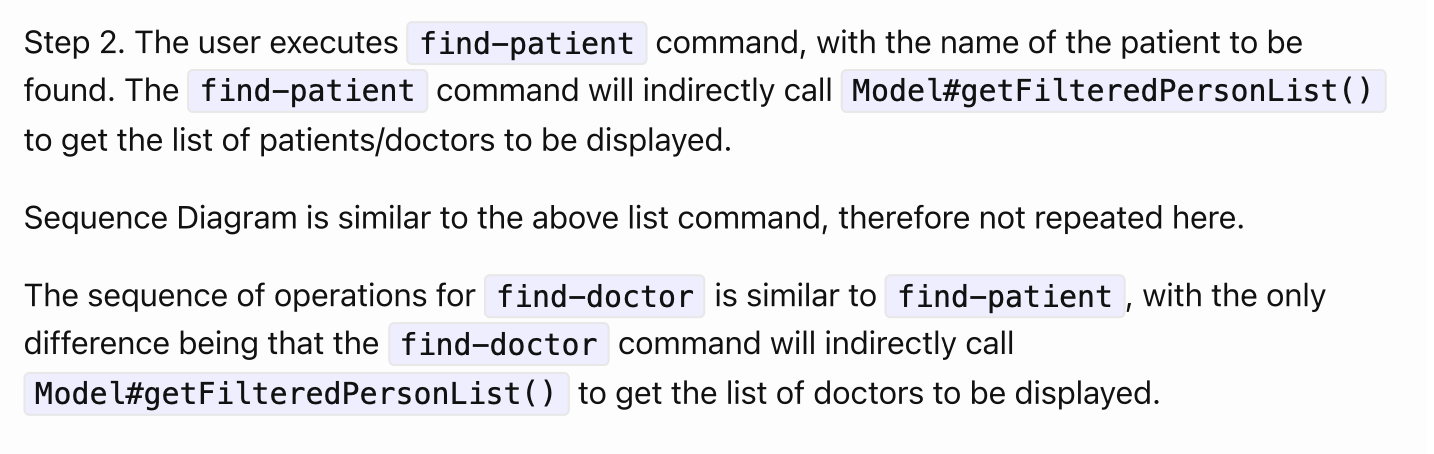 Step 2. The user executes find-patient command, with the name of the patient to be
found. The find-patient command will indirectly call Model#getFilteredPersonList()
to get the list of patients/doctors to be displayed.
Sequence Diagram is similar to the above list command, therefore not repeated here.
The sequence of operations for find-doctor is similar to find-patient, with the only
difference being that the find-doctor command will indirectly call
Model#getFilteredPersonList() to get the list of doctors to be displayed.